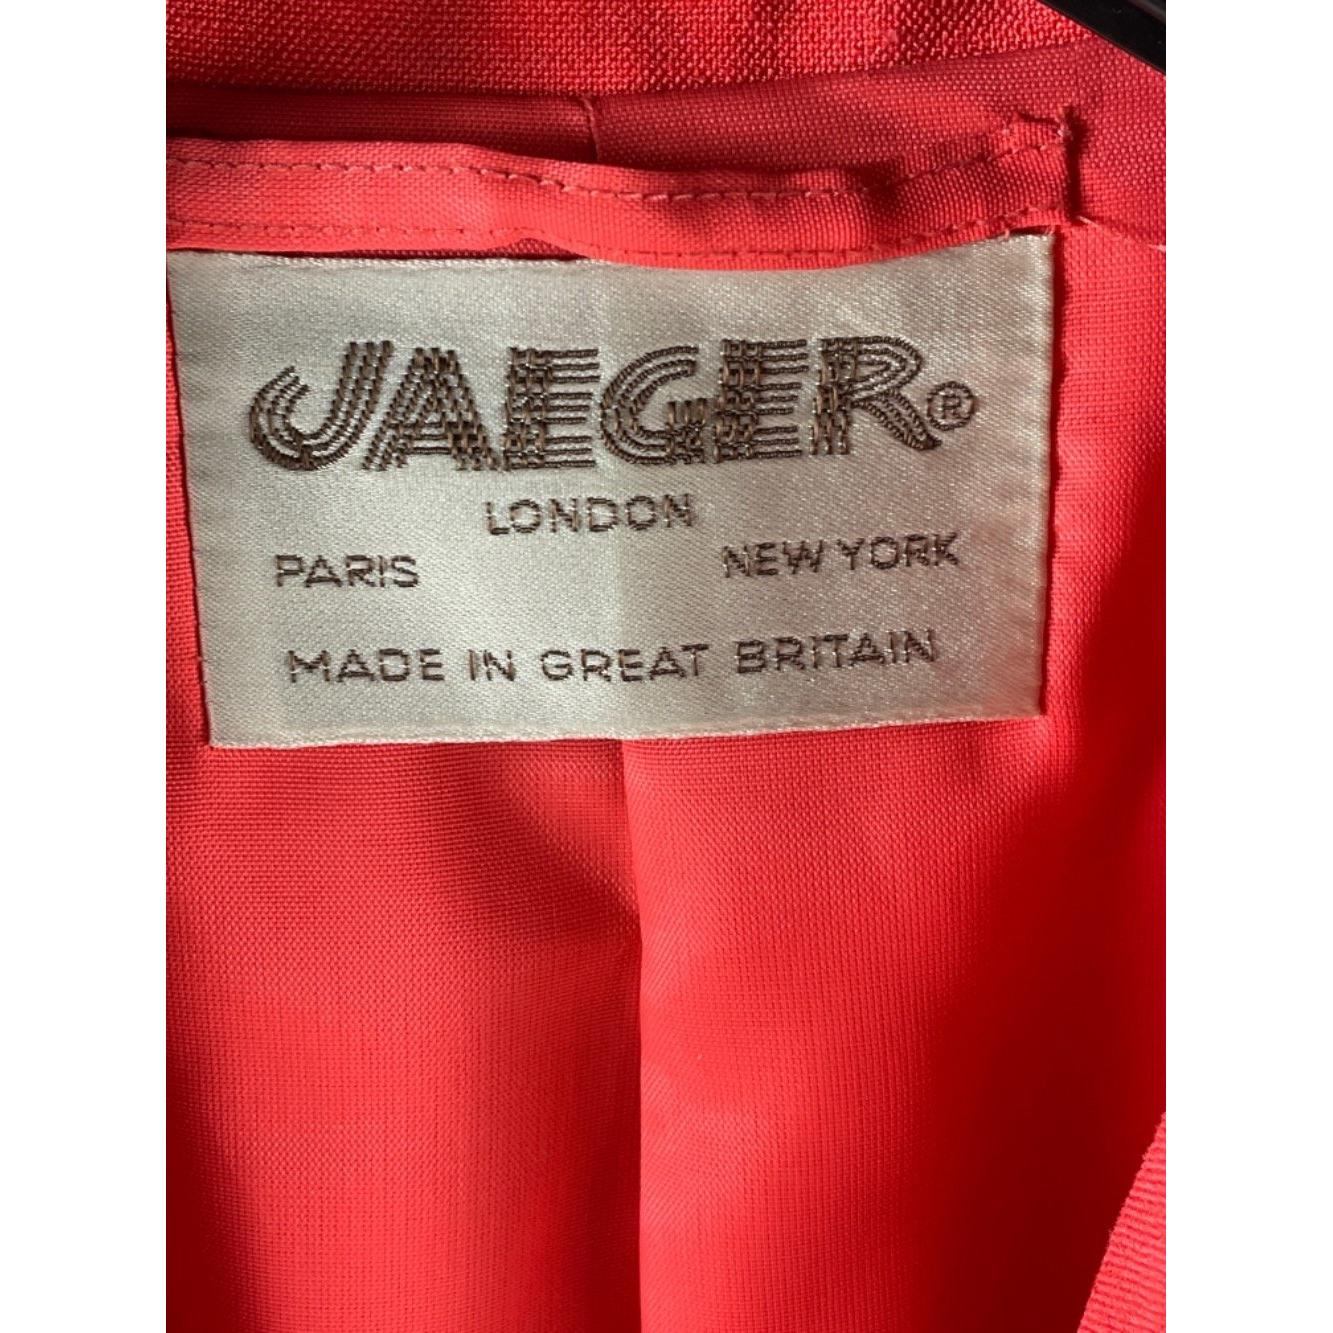 JAEGER®
LONDON
PARIS NEW YORK
MADE IN GREAT BRITAIN